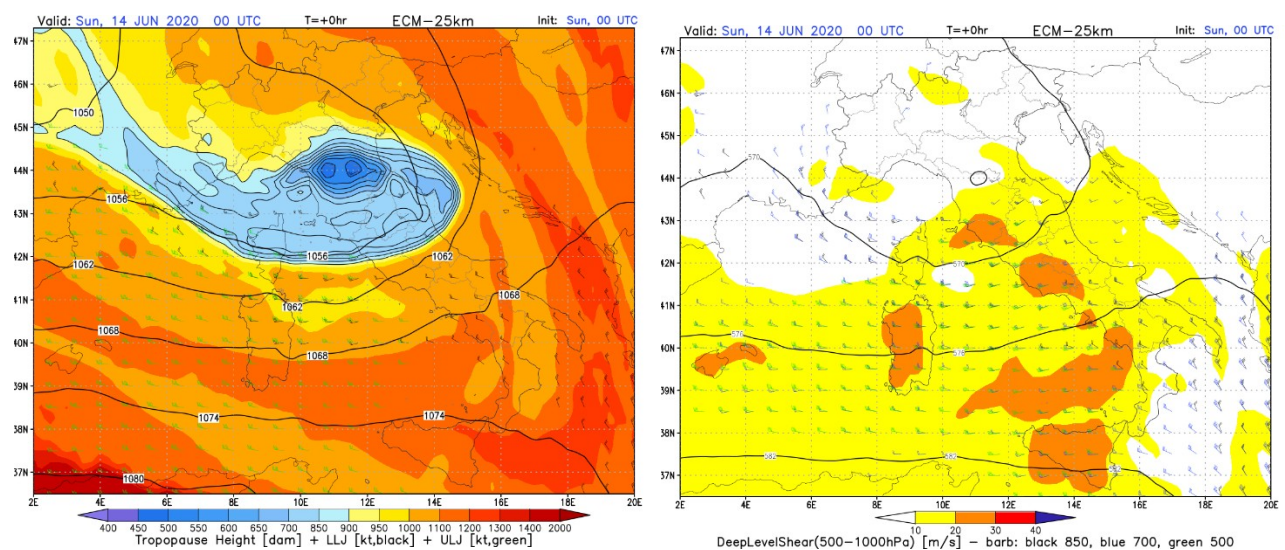 Valid: Sun, 14 JUN 2020 00 UTC T=+0hr ECM-25km Init: Sun, 00 UTC
47N
46N
1050
45N
44N
43N
1056
42N
1056
1062
1062
41N
1062
1068
40N
1068
1068
39N
1074
1074
38N
37N
1080
2E 4E 6E 8E 10E 12E 14E 16E 18E 20E
400 450 500 550 600 650 700 850 900 950 1000 1100 1200 1300 1400 2000
Tropopause Height [dam] + LLJ [kt,black] + ULJ [kt,green]
Valid: Sun, 14 JUN 2020 00 UTC T=+0hr ECM-25km Init: Sun, 00 UTC
47N
46N
45N
570
44N
43N
42N
570
41N
576
40N
576
39N
38N
582
582
37N
2E 4E 6E 8E 10E 12E 14E 16E 18E 20E
10 20 30 40
DeepLevelShear(500-1000hPa) [m/s] - barb: black 850, blue 700, green 500